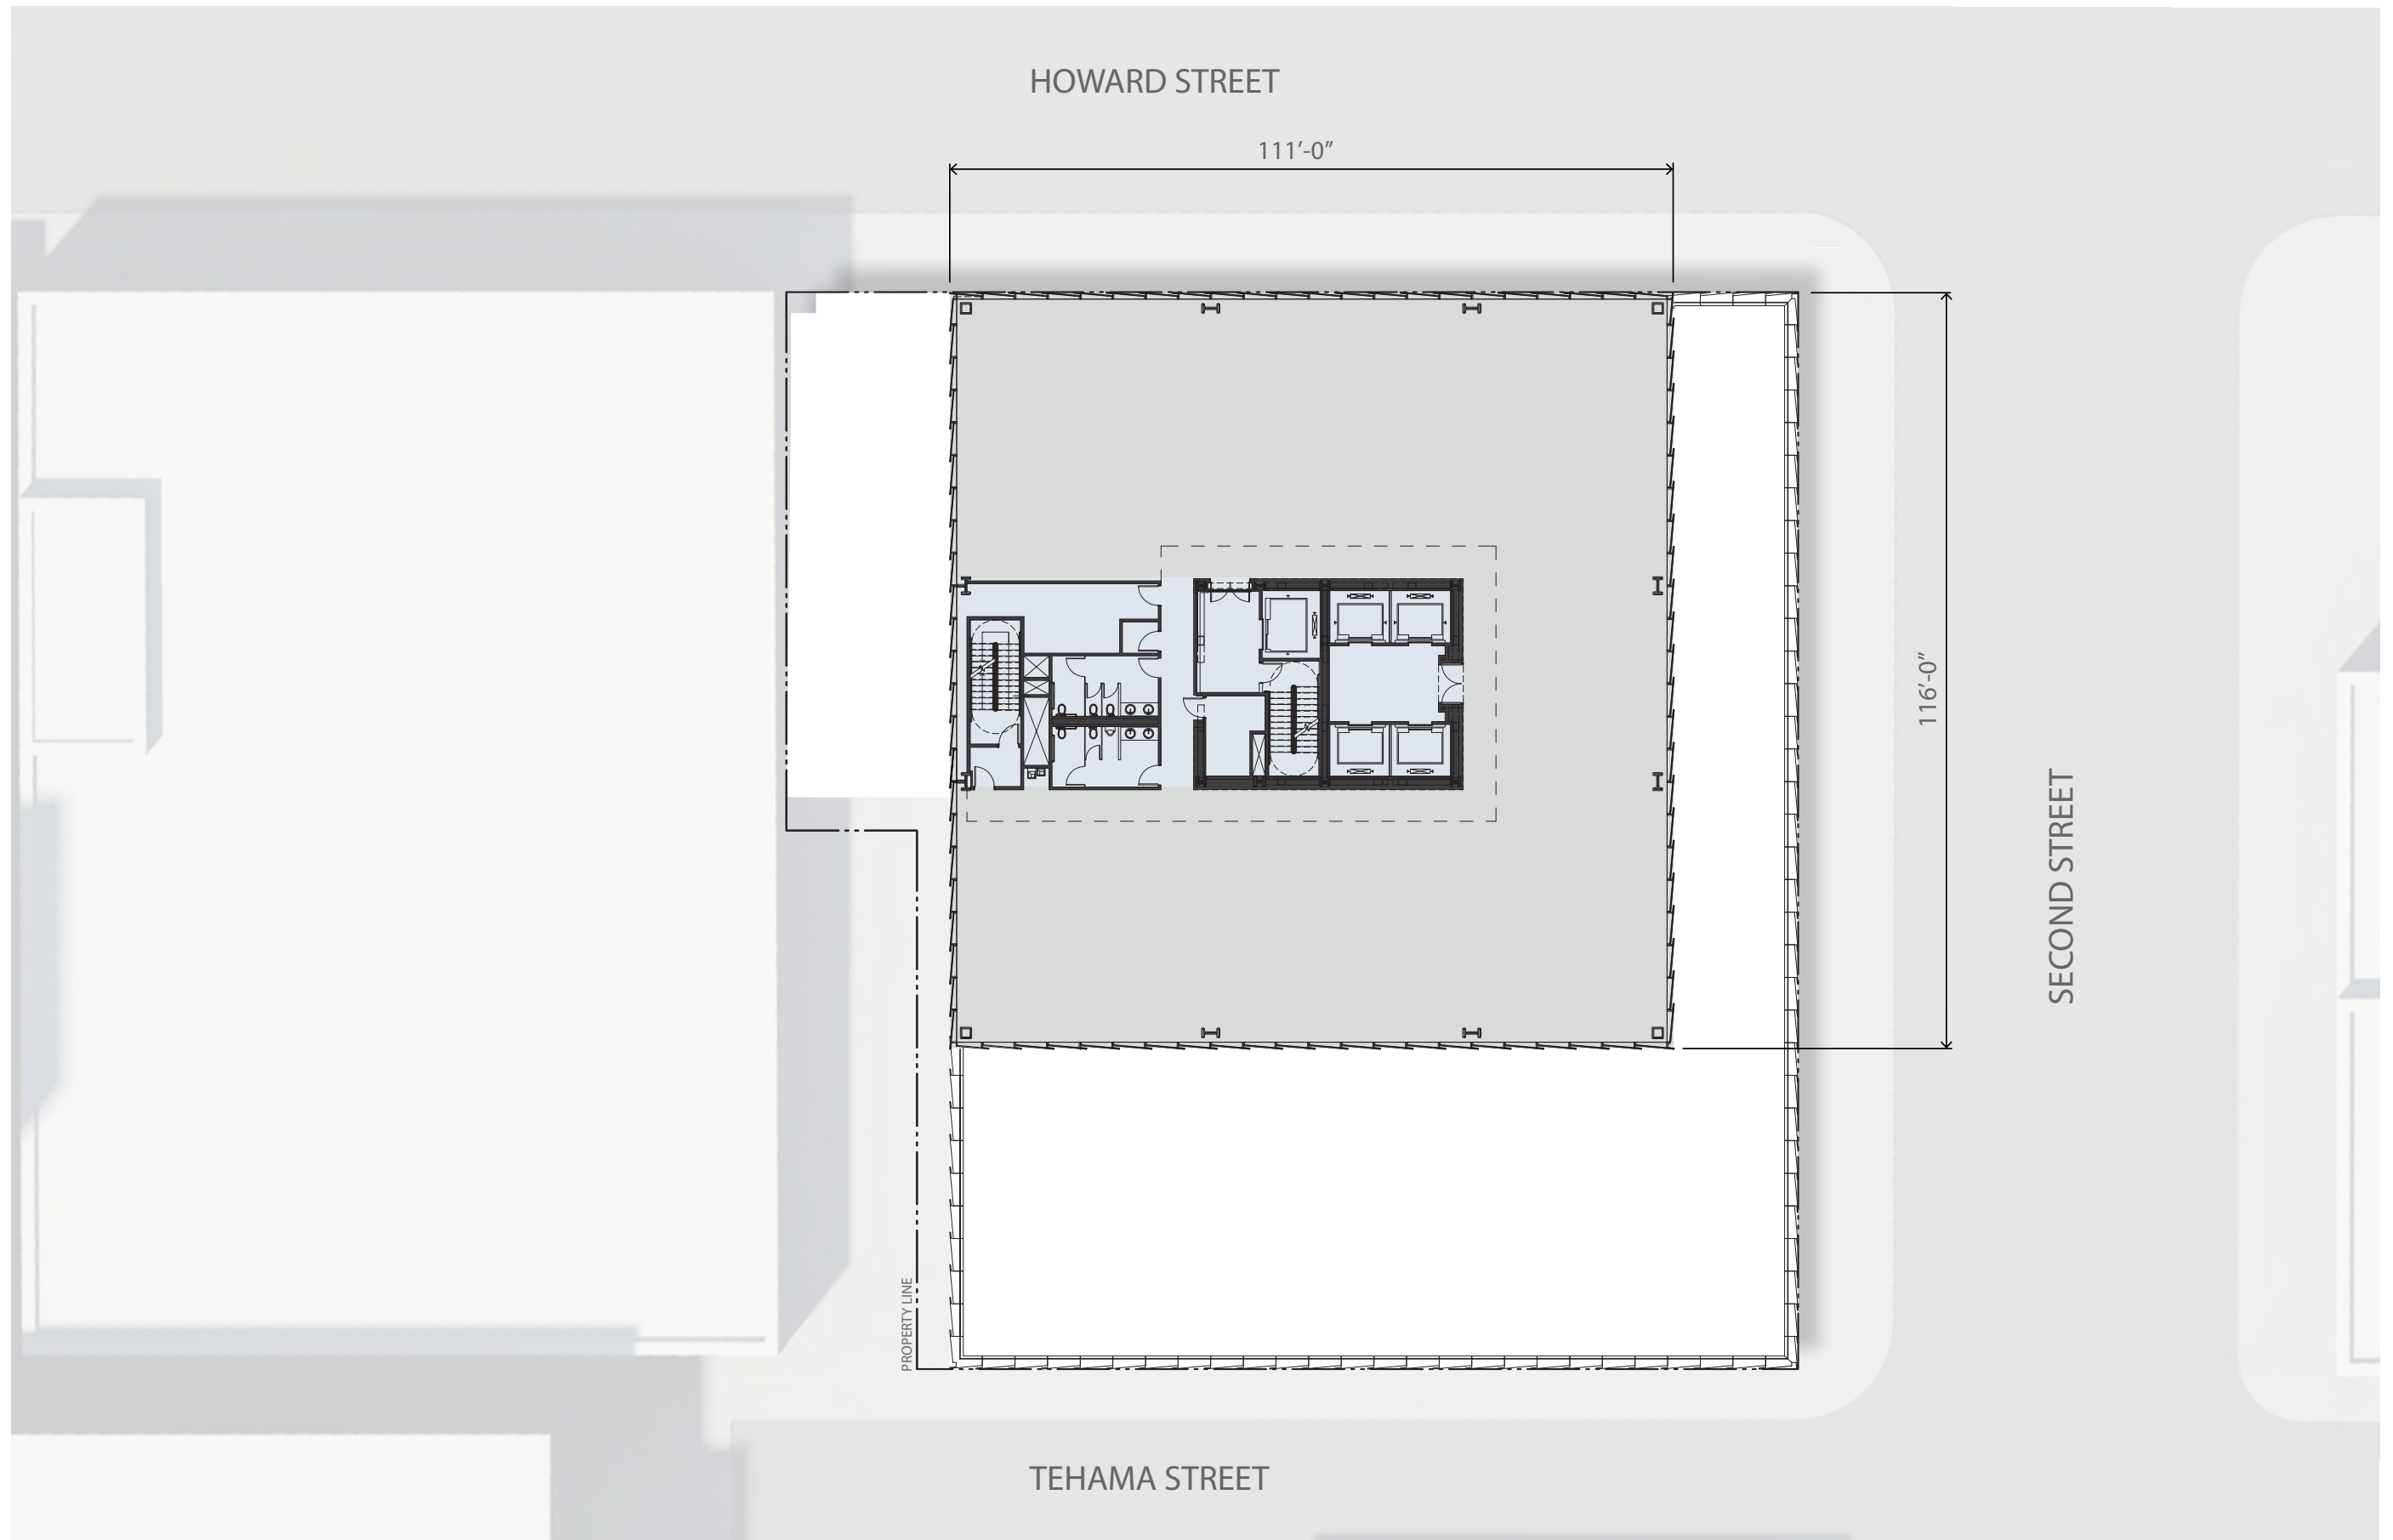 HOWARD STREET
111’-0”
116’-0”
SECOND STREET
PROPERTY LINE
TEHAMA STREET